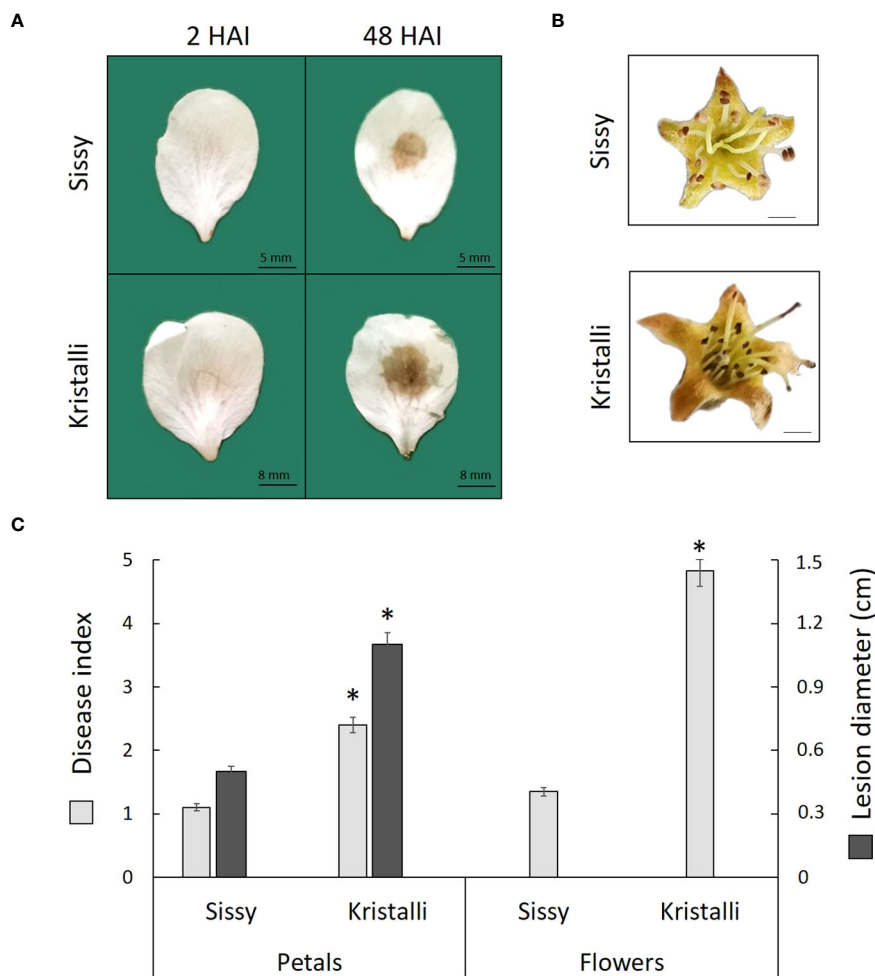 A
B
2 HAI
48 HAI
Sissy
5 mm
5 mm
Sissy
Kristalli
8 mm
8 mm
Kristalli
C
5
4
3
2
1
0
Disease index
*
*
*
1.5
1.2
0.9
0.6
0.3
0
Lesion diameter (cm)
Sissy
Kristalli
Sissy
Kristalli
Petals
Flowers